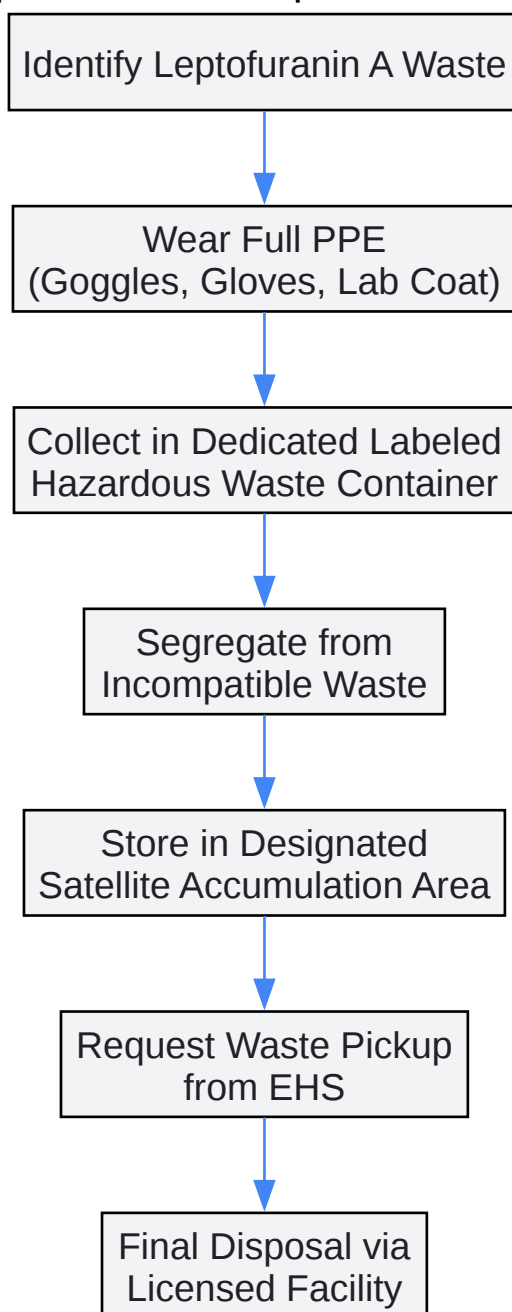 Identify Leptofuranin A Waste
Wear Full PPE
(Goggles, Gloves, Lab Coat)
Collect in Dedicated Labeled
Hazardous Waste Container
Segregate from
Incompatible Waste
Store in Designated
Satellite Accumulation Area
Request Waste Pickup
from EHS
Final Disposal via
Licensed Facility